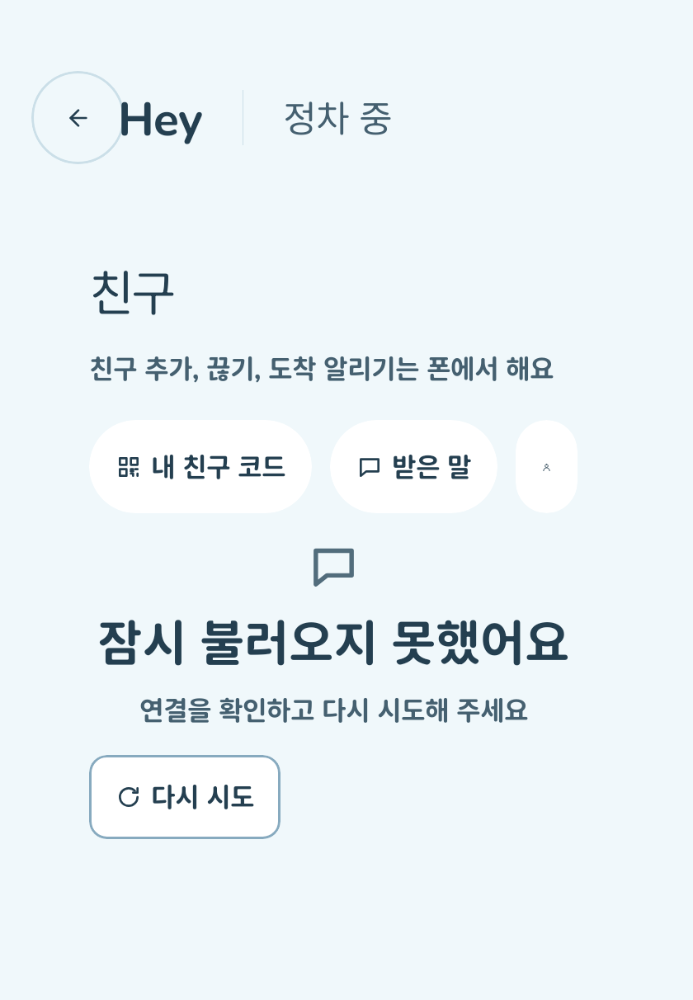 Hey
정차 중
친구
친구 추가, 끊기, 도착 알리기는 폰에서 해요
내 친구 코드
받은 말
잠시 불러오지 못했어요
연결을 확인하고 다시 시도해 주세요
다시 시도